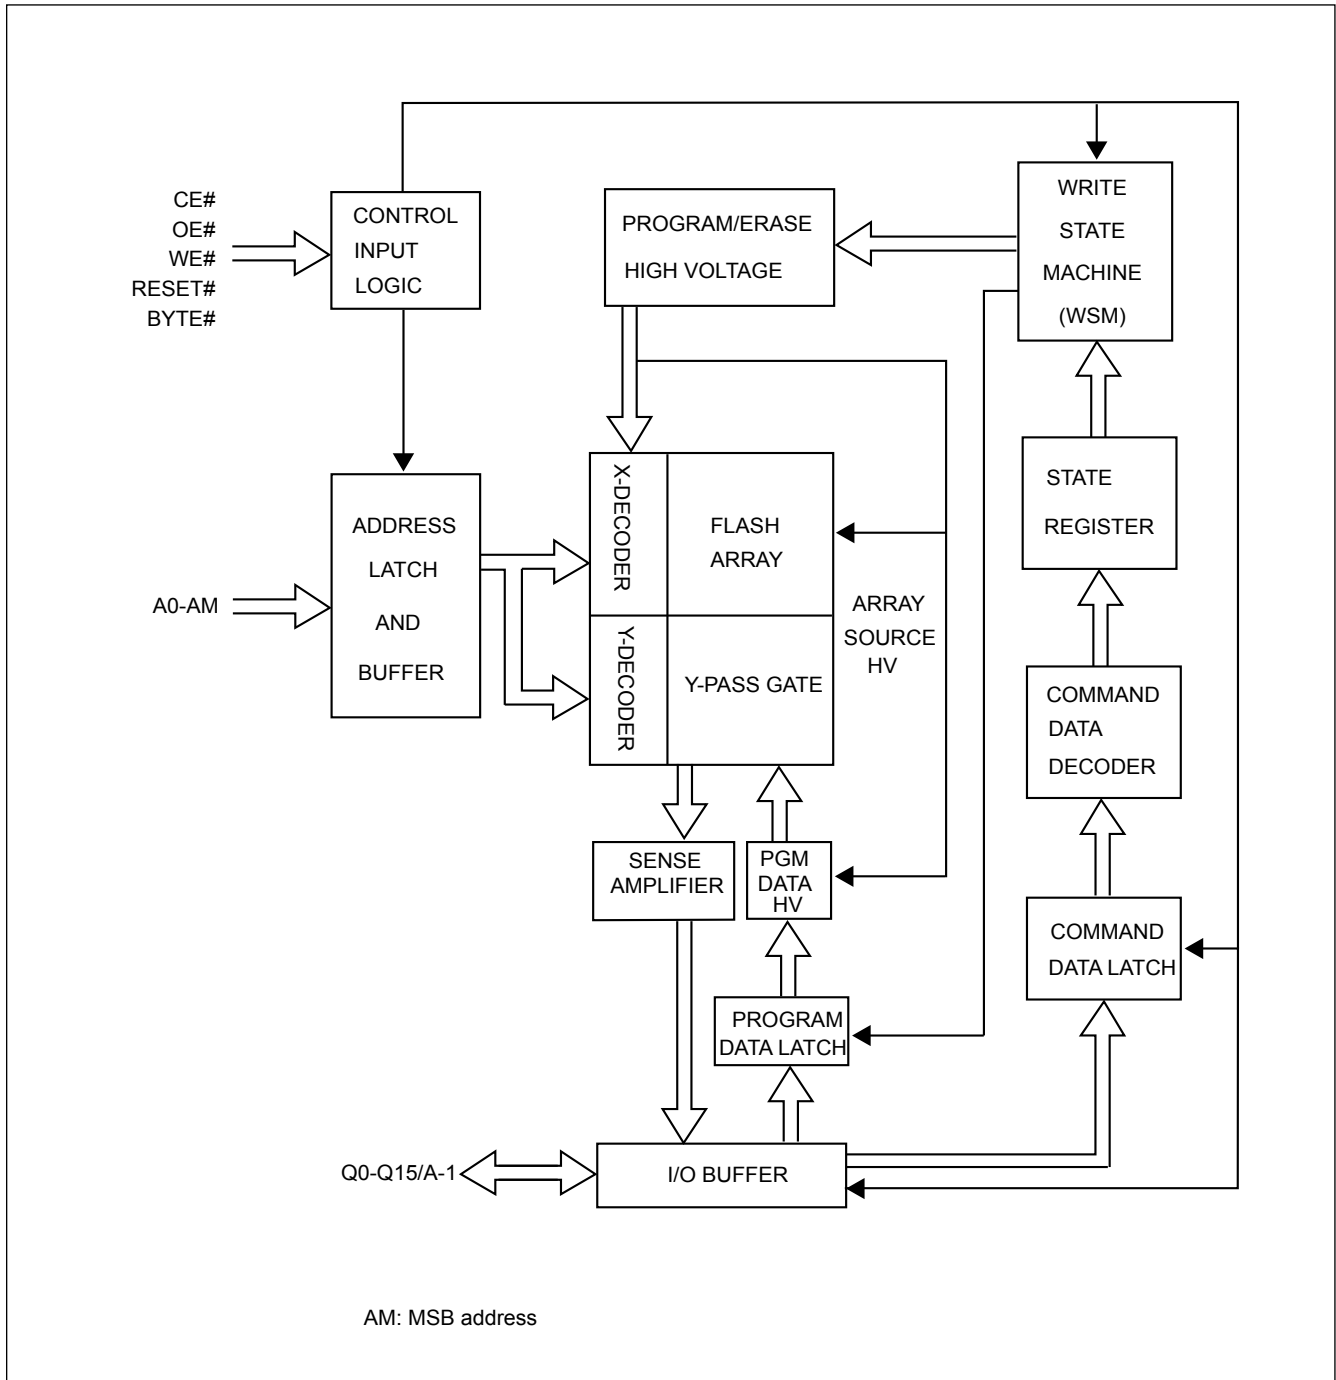 CE#
OE#
WE#
RESET#
BYTE#
CONTROL
INPUT
LOGIC
PROGRAM/ERASE
HIGH VOLTAGE
WRITE
STATE
MACHINE
(WSM)
STATE
REGISTER
ADDRESS
LATCH
AND
BUFFER
A0-AM
X-DECODER
FLASH
ARRAY
Y-DECODER
Y-PASS GATE
ARRAY
SOURCE
HV
COMMAND
DATA
DECODER
SENSE
AMPLIFIER
PGM
DATA
HV
COMMAND
DATA LATCH
PROGRAM
DATA LATCH
Q0-Q15/A-1
I/O BUFFER
AM: MSB address